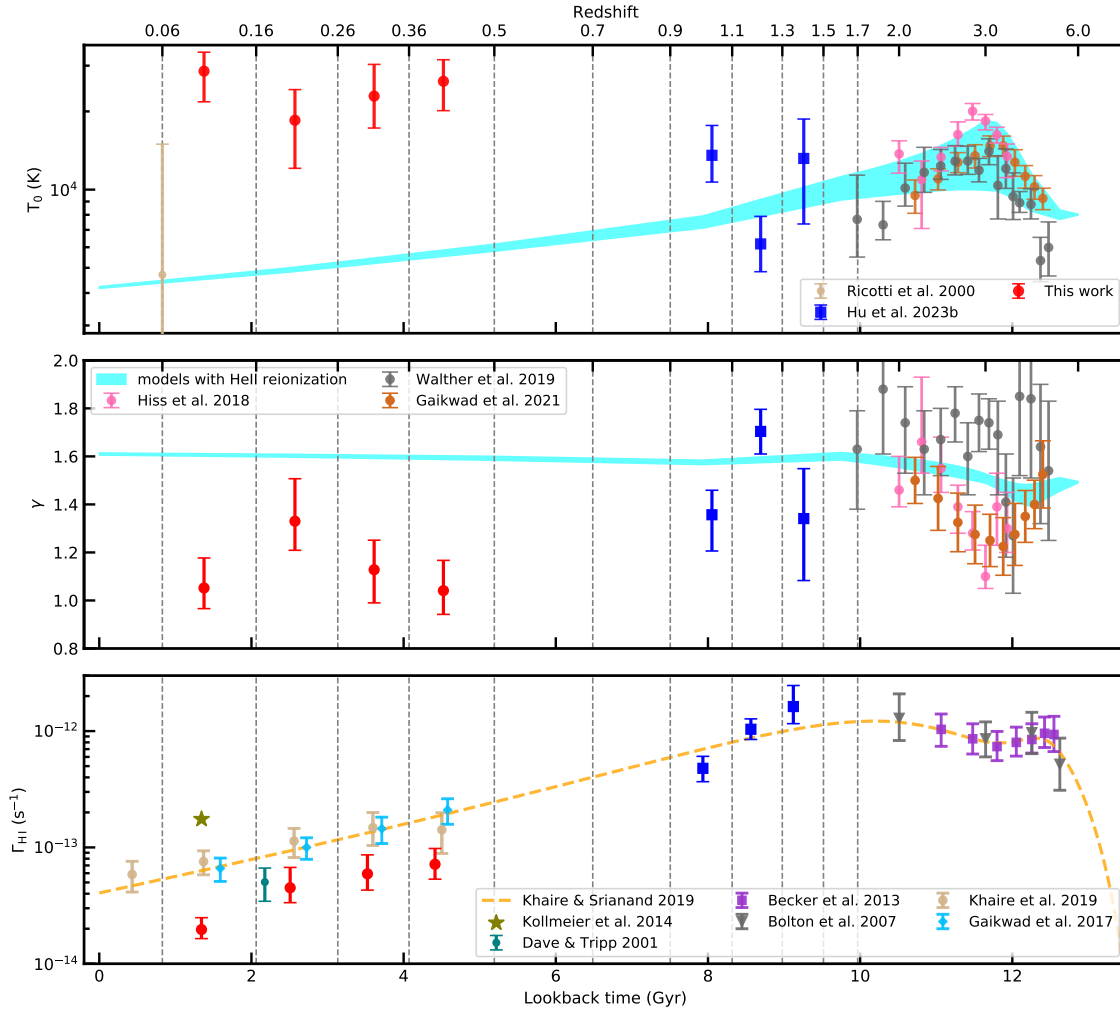 Redshift
0.06 0.16 0.26 0.36 0.5 0.7 0.9 1.1 1.3 1.5 1.7 2.0 3.0 6.0
T₀ (K)
10⁴
Ricotti et al. 2000 This work
Hu et al. 2023b
2.0
1.8
1.6
1.4
1.2
1.0
0.8
γ
models with HeII reionization Walther et al. 2019
Hiss et al. 2018 Gaikwad et al. 2021
10⁻¹²
10⁻¹³
10⁻¹⁴
Γ_HI (s⁻¹)
Khaire & Srianand 2019 Becker et al. 2013 Khaire et al. 2019
Kollmeier et al. 2014 Bolton et al. 2007 Gaikwad et al. 2017
Dave & Tripp 2001
0 2 4 6 8 10 12
Lookback time (Gyr)